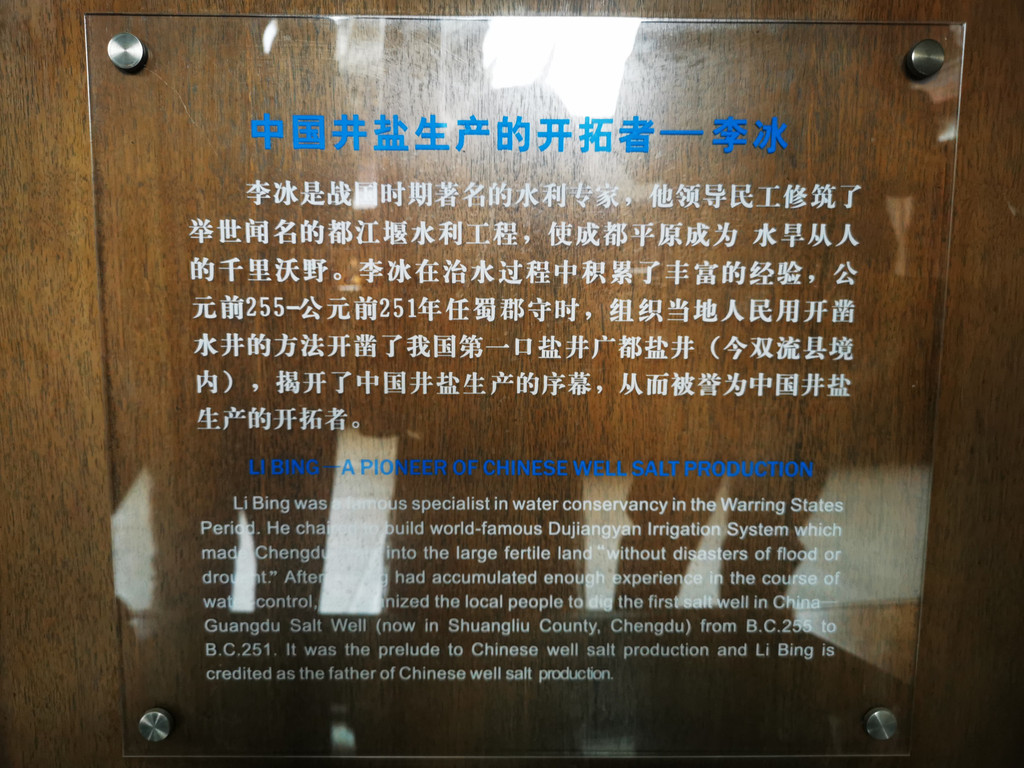 中国井盐生产的开拓者—李冰
李冰是战国时期著名的水利专家，他领导民工修筑了
举世闻名的都江堰水利工程，使成都平原成为 水旱从人
的千里沃野。李冰在治水过程中积累了丰富的经验，公
元前255-公元前251年任蜀郡守时，组织当地人民用开凿
水井的方法开凿了我国第一口盐井广都盐井（今双流县境
内），揭开了中国井盐生产的序幕，从而被誉为中国井盐
生产的开拓者。
LI BING—A PIONEER OF CHINESE WELL SALT PRODUCTION
Li Bing was a famous specialist in water conservancy in the Warring States
Period. He chaired to build world-famous Dujiangyan Irrigation System which
made Chengdu into the large fertile land "without disasters of flood or
drought." After had accumulated enough experience in the course of
water control, the local people to dig the first salt well in China—
Guangdu Salt Well (now in Shuangliu County, Chengdu) from B.C.255 to
B.C.251. It was the prelude to Chinese well salt production and Li Bing is
credited as the father of Chinese well salt production.